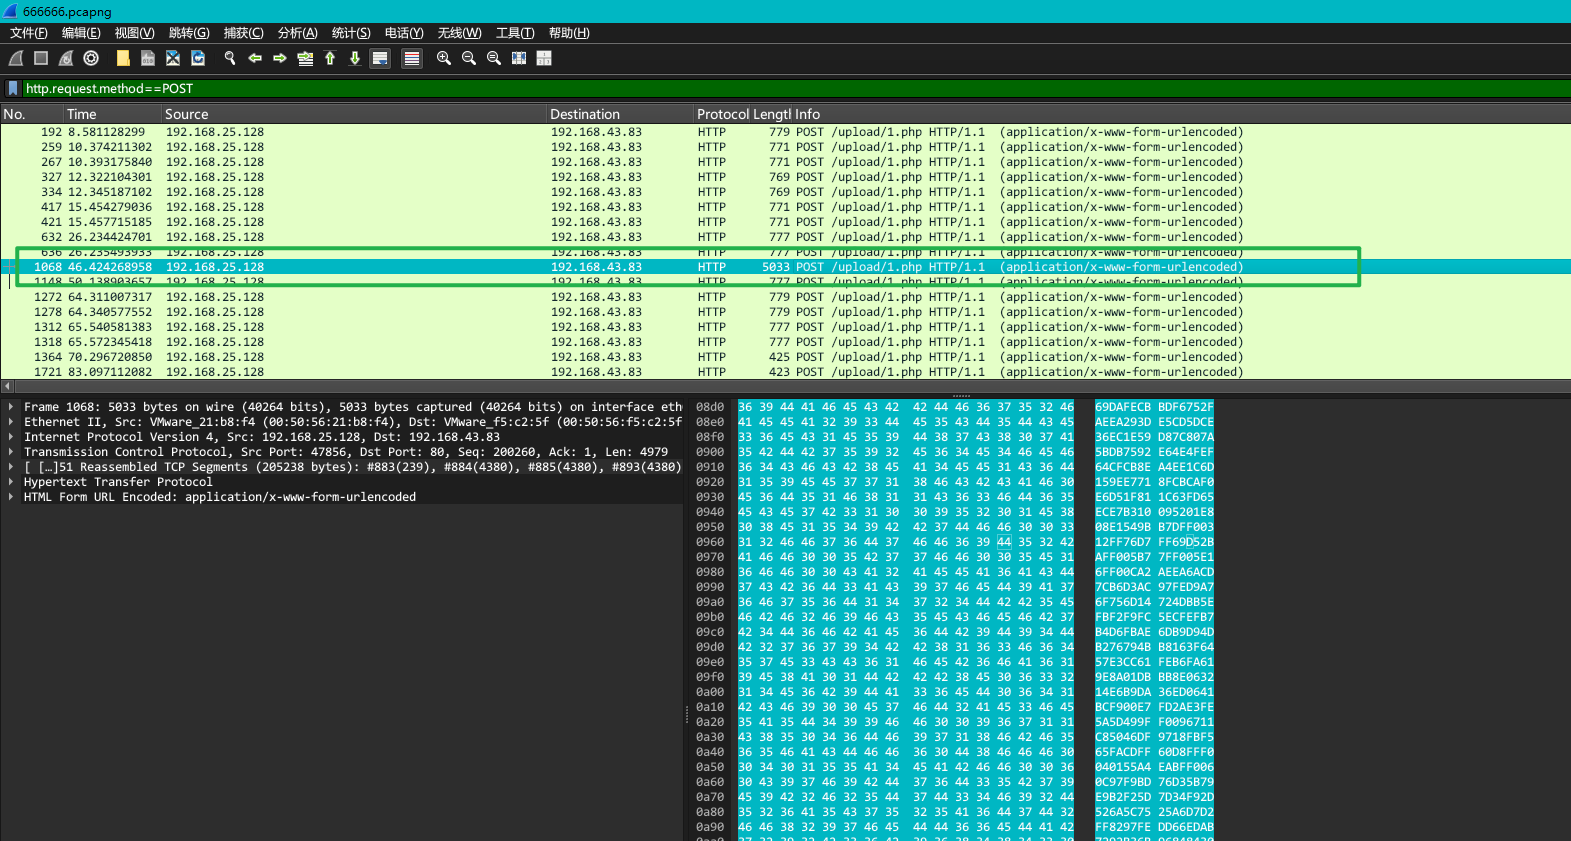 666666.pcapng
文件(F) 编辑(E) 视图(V) 跳转(G) 捕获(C) 分析(A) 统计(S) 电话(Y) 无线(W) 工具(T) 帮助(H)
http.request.method==POST
No. Time Source Destination Protocol Lengtl Info
192 8.581128299 192.168.25.128 192.168.43.83 HTTP 779 POST /upload/1.php HTTP/1.1 (application/x-www-form-urlencoded)
259 10.374211302 192.168.25.128 192.168.43.83 HTTP 771 POST /upload/1.php HTTP/1.1 (application/x-www-form-urlencoded)
267 10.393175840 192.168.25.128 192.168.43.83 HTTP 771 POST /upload/1.php HTTP/1.1 (application/x-www-form-urlencoded)
327 12.322104301 192.168.25.128 192.168.43.83 HTTP 769 POST /upload/1.php HTTP/1.1 (application/x-www-form-urlencoded)
334 12.345187102 192.168.25.128 192.168.43.83 HTTP 769 POST /upload/1.php HTTP/1.1 (application/x-www-form-urlencoded)
417 15.454279036 192.168.25.128 192.168.43.83 HTTP 771 POST /upload/1.php HTTP/1.1 (application/x-www-form-urlencoded)
421 15.457715185 192.168.25.128 192.168.43.83 HTTP 771 POST /upload/1.php HTTP/1.1 (application/x-www-form-urlencoded)
632 26.234424701 192.168.25.128 192.168.43.83 HTTP 777 POST /upload/1.php HTTP/1.1 (application/x-www-form-urlencoded)
636 26.235493933 192.168.25.128 192.168.43.83 HTTP 777 POST /upload/1.php HTTP/1.1 (application/x-www-form-urlencoded)
1068 46.424268958 192.168.25.128 192.168.43.83 HTTP 5033 POST /upload/1.php HTTP/1.1 (application/x-www-form-urlencoded)
1148 50.138903657 192.168.25.128 192.168.43.83 HTTP 777 POST /upload/1.php HTTP/1.1 (application/x-www-form-urlencoded)
1272 64.311007317 192.168.25.128 192.168.43.83 HTTP 779 POST /upload/1.php HTTP/1.1 (application/x-www-form-urlencoded)
1278 64.340577552 192.168.25.128 192.168.43.83 HTTP 779 POST /upload/1.php HTTP/1.1 (application/x-www-form-urlencoded)
1312 65.540581383 192.168.25.128 192.168.43.83 HTTP 777 POST /upload/1.php HTTP/1.1 (application/x-www-form-urlencoded)
1318 65.572345418 192.168.25.128 192.168.43.83 HTTP 777 POST /upload/1.php HTTP/1.1 (application/x-www-form-urlencoded)
1364 70.296720850 192.168.25.128 192.168.43.83 HTTP 425 POST /upload/1.php HTTP/1.1 (application/x-www-form-urlencoded)
1721 83.097112082 192.168.25.128 192.168.43.83 HTTP 423 POST /upload/1.php HTTP/1.1 (application/x-www-form-urlencoded)
Frame 1068: 5033 bytes on wire (40264 bits), 5033 bytes captured (40264 bits) on interface eth
Ethernet II, Src: VMware_21:b8:f4 (00:50:56:21:b8:f4), Dst: VMware_f5:c2:5f (00:50:56:f5:c2:5f
Internet Protocol Version 4, Src: 192.168.25.128, Dst: 192.168.43.83
Transmission Control Protocol, Src Port: 47856, Dst Port: 80, Seq: 200260, Ack: 1, Len: 4979
[ […]51 Reassembled TCP Segments (205238 bytes): #883(239), #884(4380), #885(4380), #893(4380)
Hypertext Transfer Protocol
HTML Form URL Encoded: application/x-www-form-urlencoded
08d0 36 39 44 41 46 45 43 42 42 44 46 36 37 35 32 46 69DAFECB BDF6752F
08e0 41 45 45 41 32 39 33 44 45 35 43 44 35 44 43 45 AEEA293D E5CD5DCE
08f0 33 36 45 43 31 45 35 39 44 38 37 43 38 30 37 41 36EC1E59 D87C807A
0900 35 42 44 42 37 35 39 32 45 36 34 45 34 46 45 46 5BDB7592 E64E4FEF
0910 36 34 43 46 43 42 38 45 41 34 45 45 31 43 36 44 64CFCB8E A4EE1C6D
0920 31 35 39 45 45 37 37 31 38 46 43 42 43 41 46 30 159EE771 8FCBCAF0
0930 45 36 44 35 31 46 38 31 31 43 36 33 46 44 36 35 E6D51F81 1C63FD65
0940 45 43 45 37 42 33 31 30 30 39 35 32 30 31 45 38 ECE7B310 095201E8
0950 30 38 45 31 35 34 39 42 42 37 44 46 46 30 30 33 08E1549B B7DFF003
0960 31 32 46 46 37 36 44 37 46 46 36 39 44 35 32 42 12FF76D7 FF69D52B
0970 41 46 46 30 30 35 42 37 37 46 46 30 30 35 45 31 AFF005B7 7FF005E1
0980 36 46 46 30 30 43 41 32 41 45 45 41 36 41 43 44 6FF00CA2 AEEA6ACD
0990 37 43 42 36 44 33 41 43 39 37 46 45 44 39 41 37 7CB6D3AC 97FED9A7
09a0 36 46 37 35 36 44 31 34 37 32 34 44 42 42 35 45 6F756D14 724DBB5E
09b0 46 42 46 32 46 39 46 43 35 45 43 46 45 46 42 37 FBF2F9FC 5ECFEFB7
09c0 42 34 44 36 46 42 41 45 36 44 42 39 44 39 34 44 B4D6FBAE 6DB9D94D
09d0 42 32 37 36 37 39 34 42 42 38 31 36 33 46 36 34 B276794B B8163F64
09e0 35 37 45 33 43 43 36 31 46 45 42 36 46 41 36 31 57E3CC61 FEB6FA61
09f0 39 45 38 41 30 31 44 42 42 42 38 45 30 36 33 32 9E8A01DB BB8E0632
0a00 31 34 45 36 42 39 44 41 33 36 45 44 30 36 34 31 14E6B9DA 36ED0641
0a10 42 43 46 39 30 30 45 37 46 44 32 41 45 33 46 45 BCF900E7 FD2AE3FE
0a20 35 41 35 44 34 39 39 46 46 30 30 39 36 37 31 31 5A5D499F F0096711
0a30 43 38 35 30 34 36 44 46 39 37 31 38 46 42 46 35 C85046DF 9718FBF5
0a40 36 35 46 41 43 44 46 46 36 30 44 38 46 46 46 30 65FACDFF 60D8FFF0
0a50 30 34 30 31 35 35 41 34 45 41 42 46 46 30 30 36 040155A4 EABFF006
0a60 30 43 39 37 46 39 42 44 37 36 44 33 35 42 37 39 0C97F9BD 76D35B79
0a70 45 39 42 32 46 32 35 44 37 44 33 34 46 39 32 44 E9B2F25D 7D34F92D
0a80 35 32 36 41 35 43 37 35 32 35 41 36 44 37 44 32 526A5C75 25A6D7D2
0a90 46 46 38 32 39 37 46 45 44 44 36 36 45 44 41 42 FF8297FE DD66EDAB